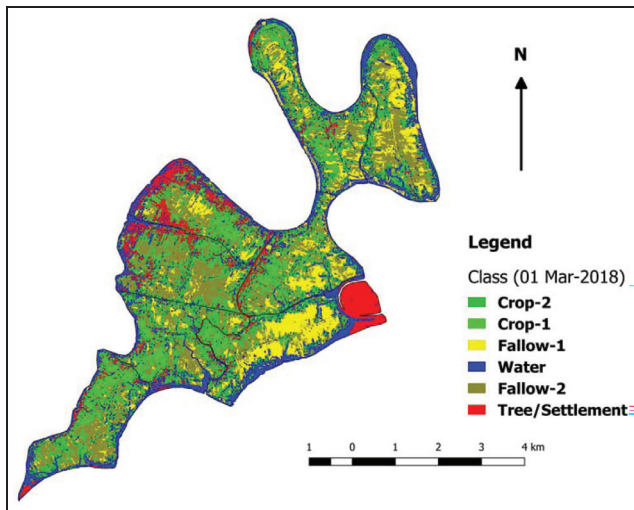 N
Legend
Class (01 Mar-2018)
Crop-2
Crop-1
Fallow-1
Water
Fallow-2
Tree/Settlement
1 0 1 2 3 4 km